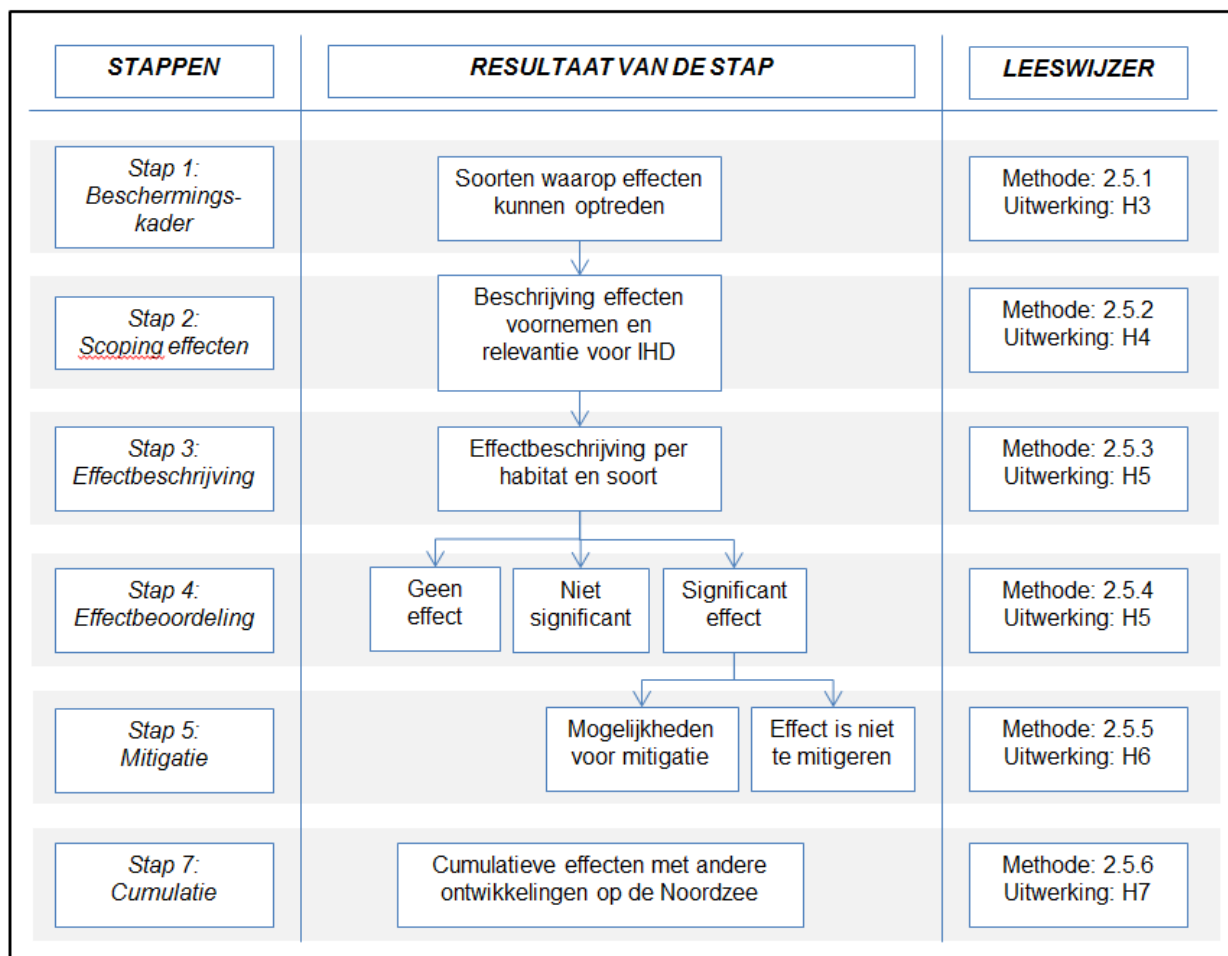 STAPPEN
RESULTAAT VAN DE STAP
LEESWIJZER
Stap 1:
Beschermings-
kader
Soorten waarop effecten
kunnen optreden
Methode: 2.5.1
Uitwerking: H3
Stap 2:
Scoping effecten
Beschrijving effecten
voornemen en
relevantie voor IHD
Methode: 2.5.2
Uitwerking: H4
Stap 3:
Effectbeschrijving
Effectbeschrijving per
habitat en soort
Methode: 2.5.3
Uitwerking: H5
Stap 4:
Effectbeoordeling
Geen
effect
Niet
significant
Significant
effect
Methode: 2.5.4
Uitwerking: H5
Stap 5:
Mitigatie
Mogelijkheden
voor mitigatie
Effect is niet
te mitigeren
Methode: 2.5.5
Uitwerking: H6
Stap 7:
Cumulatie
Cumulatieve effecten met andere
ontwikkelingen op de Noordzee
Methode: 2.5.6
Uitwerking: H7